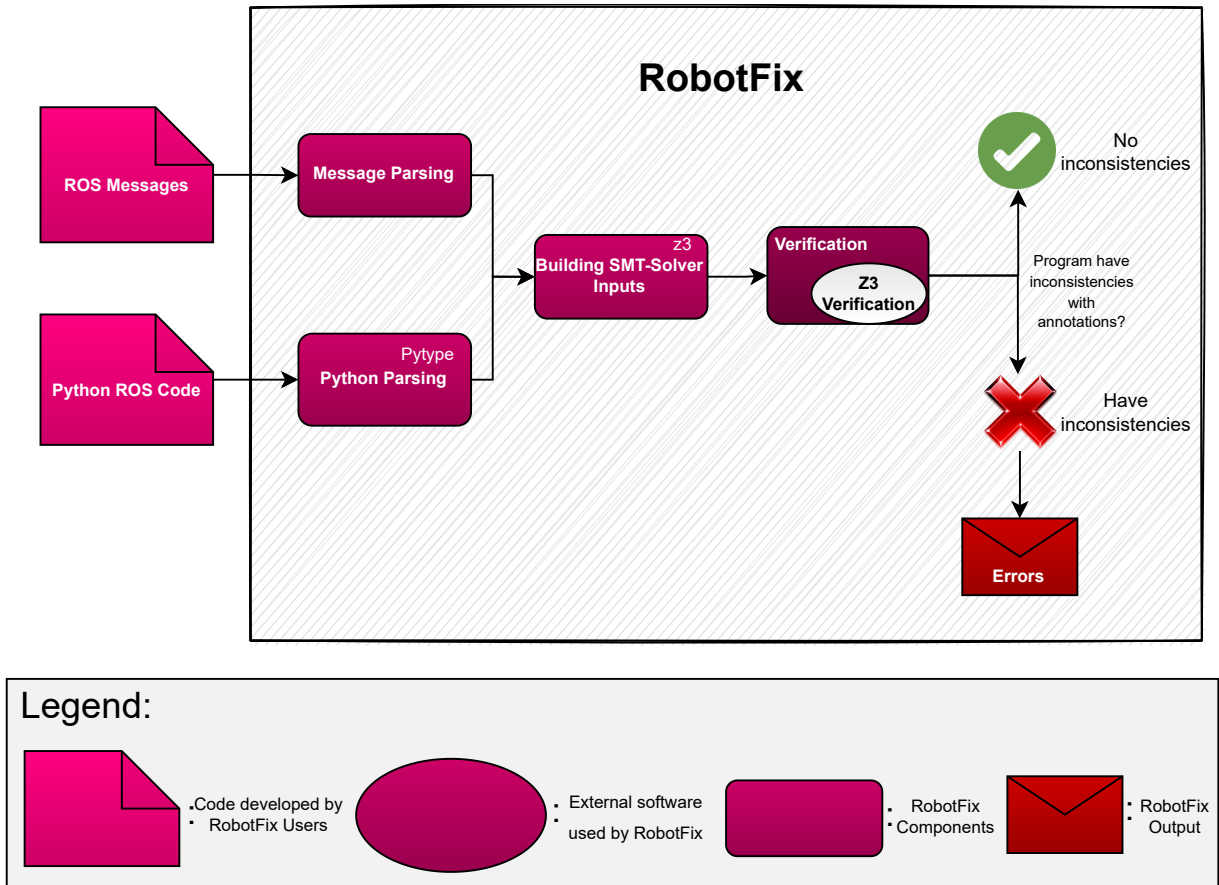 RobotFix
ROS Messages
Message Parsing
No
inconsistencies
z3
Building SMT-Solver
Inputs
Verification
Z3
Verification
Program have
inconsistencies
with
annotations?
Python ROS Code
Pytype
Python Parsing
Have
inconsistencies
Errors
Legend:
: Code developed by
RobotFix Users
: External software
used by RobotFix
: RobotFix
Components
: RobotFix
Output